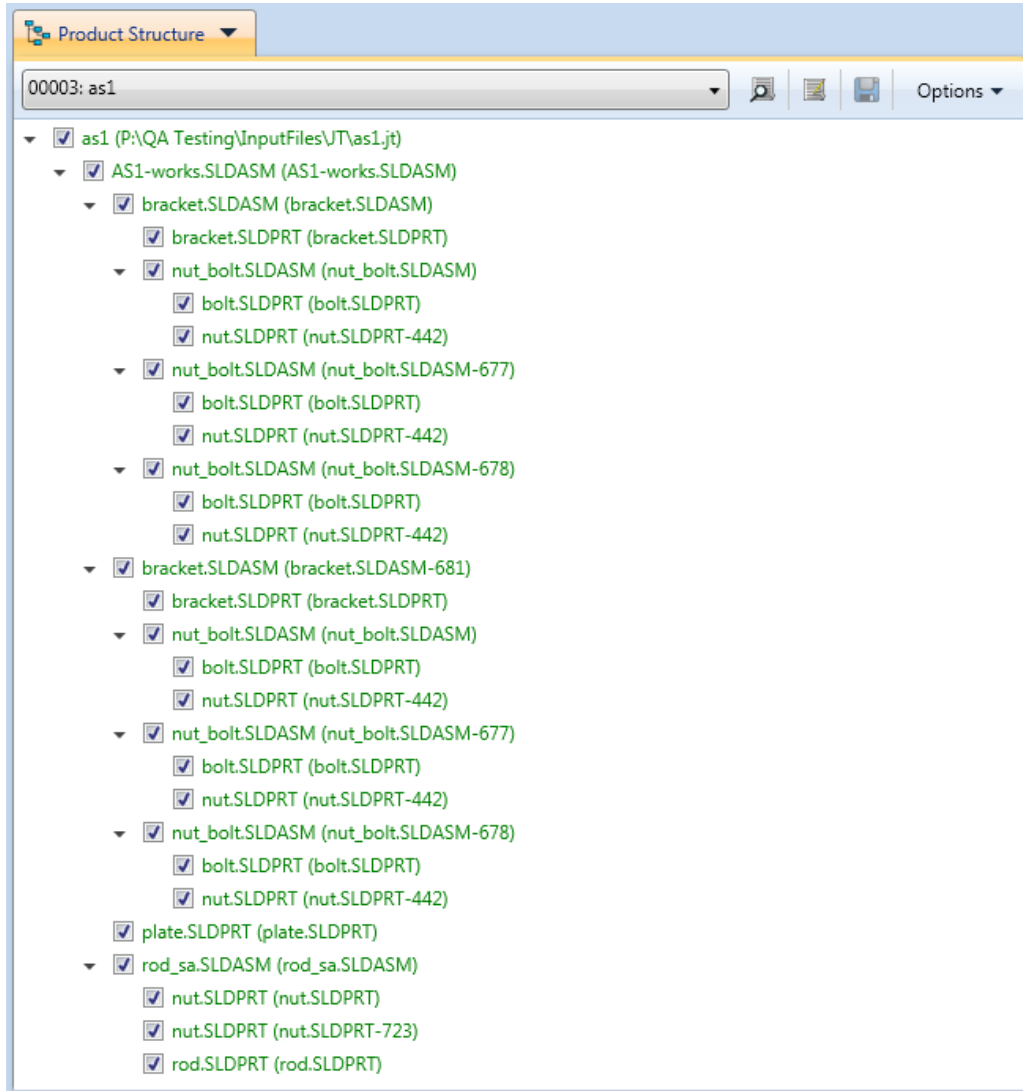 Product Structure
00003: as1 Options
as1 (P:\QA Testing\InputFiles\JT\as1.jt)
AS1-works.SLDASM (AS1-works.SLDASM)
bracket.SLDASM (bracket.SLDASM)
bracket.SLDPRT (bracket.SLDPRT)
nut_bolt.SLDASM (nut_bolt.SLDASM)
bolt.SLDPRT (bolt.SLDPRT)
nut.SLDPRT (nut.SLDPRT-442)
nut_bolt.SLDASM (nut_bolt.SLDASM-677)
bolt.SLDPRT (bolt.SLDPRT)
nut.SLDPRT (nut.SLDPRT-442)
nut_bolt.SLDASM (nut_bolt.SLDASM-678)
bolt.SLDPRT (bolt.SLDPRT)
nut.SLDPRT (nut.SLDPRT-442)
bracket.SLDASM (bracket.SLDASM-681)
bracket.SLDPRT (bracket.SLDPRT)
nut_bolt.SLDASM (nut_bolt.SLDASM)
bolt.SLDPRT (bolt.SLDPRT)
nut.SLDPRT (nut.SLDPRT-442)
nut_bolt.SLDASM (nut_bolt.SLDASM-677)
bolt.SLDPRT (bolt.SLDPRT)
nut.SLDPRT (nut.SLDPRT-442)
nut_bolt.SLDASM (nut_bolt.SLDASM-678)
bolt.SLDPRT (bolt.SLDPRT)
nut.SLDPRT (nut.SLDPRT-442)
plate.SLDPRT (plate.SLDPRT)
rod_sa.SLDASM (rod_sa.SLDASM)
nut.SLDPRT (nut.SLDPRT)
nut.SLDPRT (nut.SLDPRT-723)
rod.SLDPRT (rod.SLDPRT)